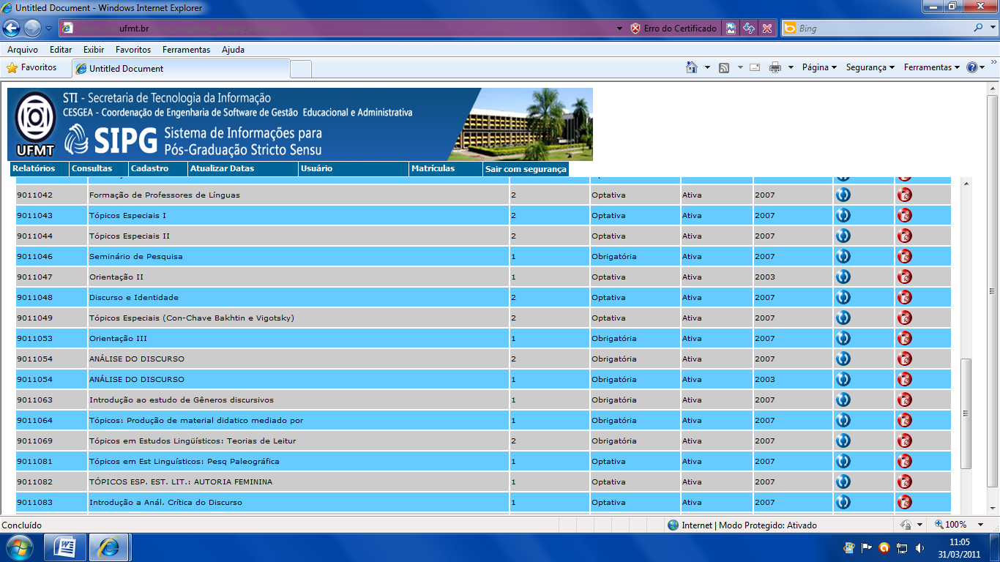 Untitled Document - Windows Internet Explorer
ufmt.br
Erro do Certificado
Bing
Arquivo Editar Exibir Favoritos Ferramentas Ajuda
Favoritos
Untitled Document
Página Segurança Ferramentas
STI - Secretaria de Tecnologia da Informação
CESGEA - Coordenação de Engenharia de Software de Gestão Educacional e Administrativa
UFMT
SIPG
Sistema de Informações para
Pós-Graduação Stricto Sensu
Relatórios Consultas Cadastro Atualizar Datas Usuário Matrículas Sair com segurança
9011042 Formação de Professores de Línguas 2 Optativa Ativa 2007
9011043 Tópicos Especiais I 2 Optativa Ativa 2007
9011044 Tópicos Especiais II 2 Optativa Ativa 2007
9011046 Seminário de Pesquisa 1 Obrigatória Ativa 2007
9011047 Orientação II 1 Optativa Ativa 2003
9011048 Discurso e Identidade 2 Optativa Ativa 2007
9011049 Tópicos Especiais (Con-Chave Bakhtin e Vigotsky) 2 Optativa Ativa 2007
9011053 Orientação III 1 Obrigatória Ativa 2007
9011054 ANÁLISE DO DISCURSO 2 Obrigatória Ativa 2007
9011054 ANÁLISE DO DISCURSO 1 Obrigatória Ativa 2003
9011063 Introdução ao estudo de Gêneros discursivos 1 Obrigatória Ativa 2007
9011064 Tópicos: Produção de material didatico mediado por 1 Obrigatória Ativa 2007
9011069 Tópicos em Estudos Lingüísticos: Teorias de Leitur 2 Obrigatória Ativa 2007
9011081 Tópicos em Est Linguísticos: Pesq Paleográfica 1 Optativa Ativa 2007
9011082 TÓPICOS ESP. EST. LIT.: AUTORIA FEMININA 1 Optativa Ativa 2007
9011083 Introdução a Anál. Crítica do Discurso 1 Optativa Ativa 2007
Concluído
Internet | Modo Protegido: Ativado
100%
11:05
31/03/2011